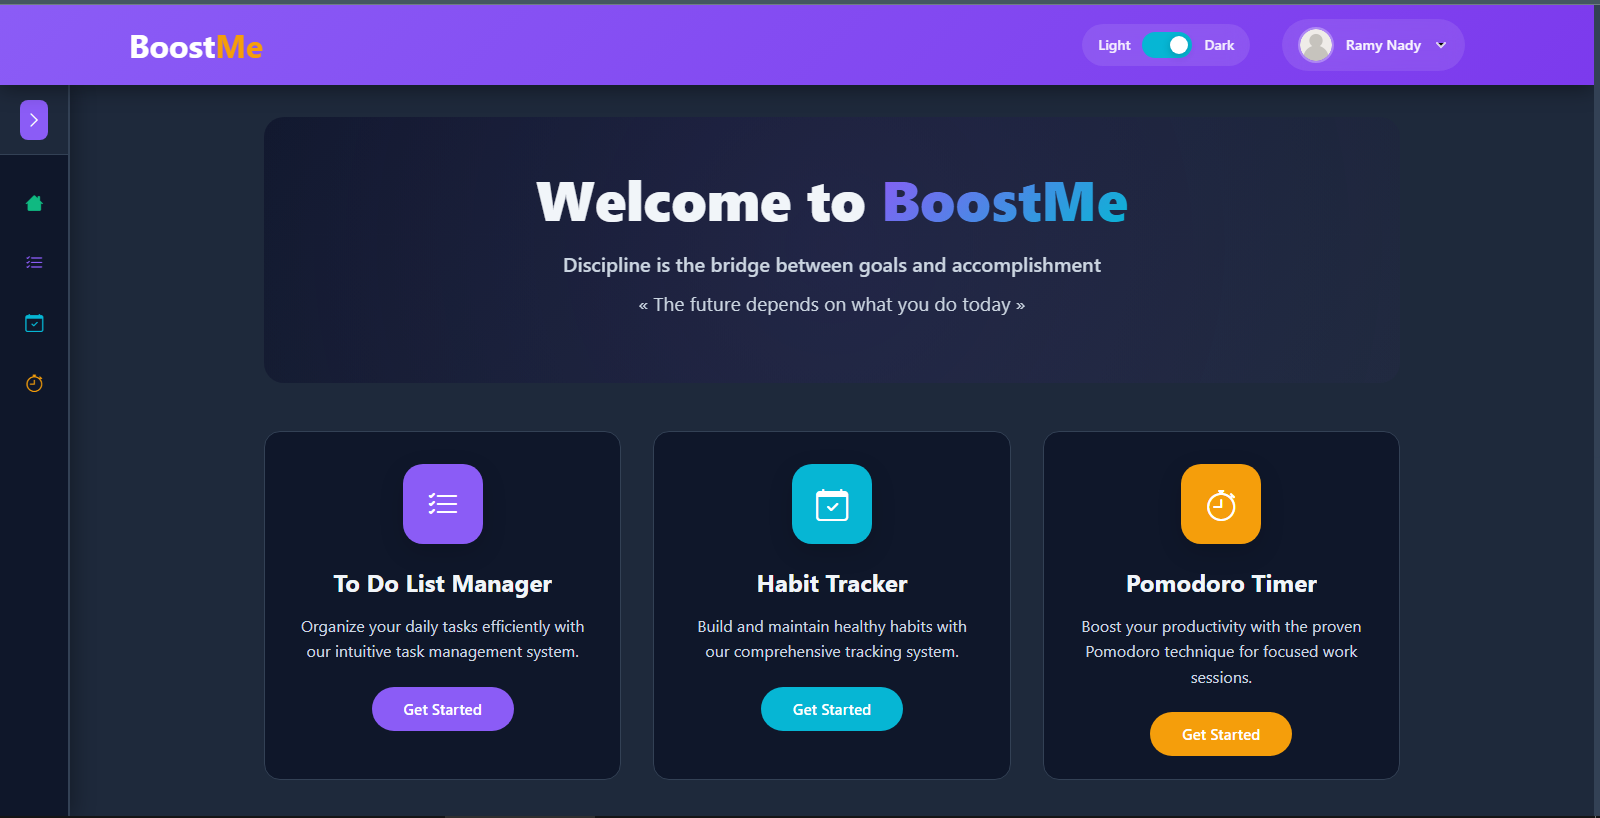 BoostMe
Light Dark
Ramy Nady
Welcome to BoostMe
Discipline is the bridge between goals and accomplishment
« The future depends on what you do today »
To Do List Manager
Organize your daily tasks efficiently with
our intuitive task management system.
Get Started
Habit Tracker
Build and maintain healthy habits with
our comprehensive tracking system.
Get Started
Pomodoro Timer
Boost your productivity with the proven
Pomodoro technique for focused work
sessions.
Get Started